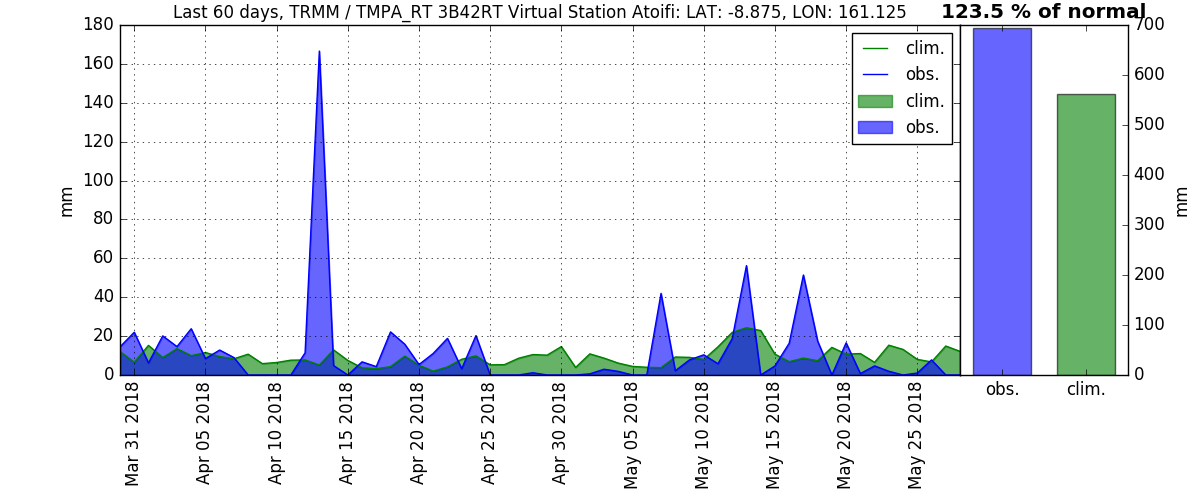 Last 60 days, TRMM / TMPA_RT 3B42RT Virtual Station Atoifi: LAT: -8.875, LON: 161.125
123.5 % of normal
mm
180
160
140
120
100
80
60
40
20
0
clim.
obs.
clim.
obs.
Mar 31 2018
Apr 05 2018
Apr 10 2018
Apr 15 2018
Apr 20 2018
Apr 25 2018
Apr 30 2018
May 05 2018
May 10 2018
May 15 2018
May 20 2018
May 25 2018
700
600
500
400
300
200
100
0
mm
obs.
clim.